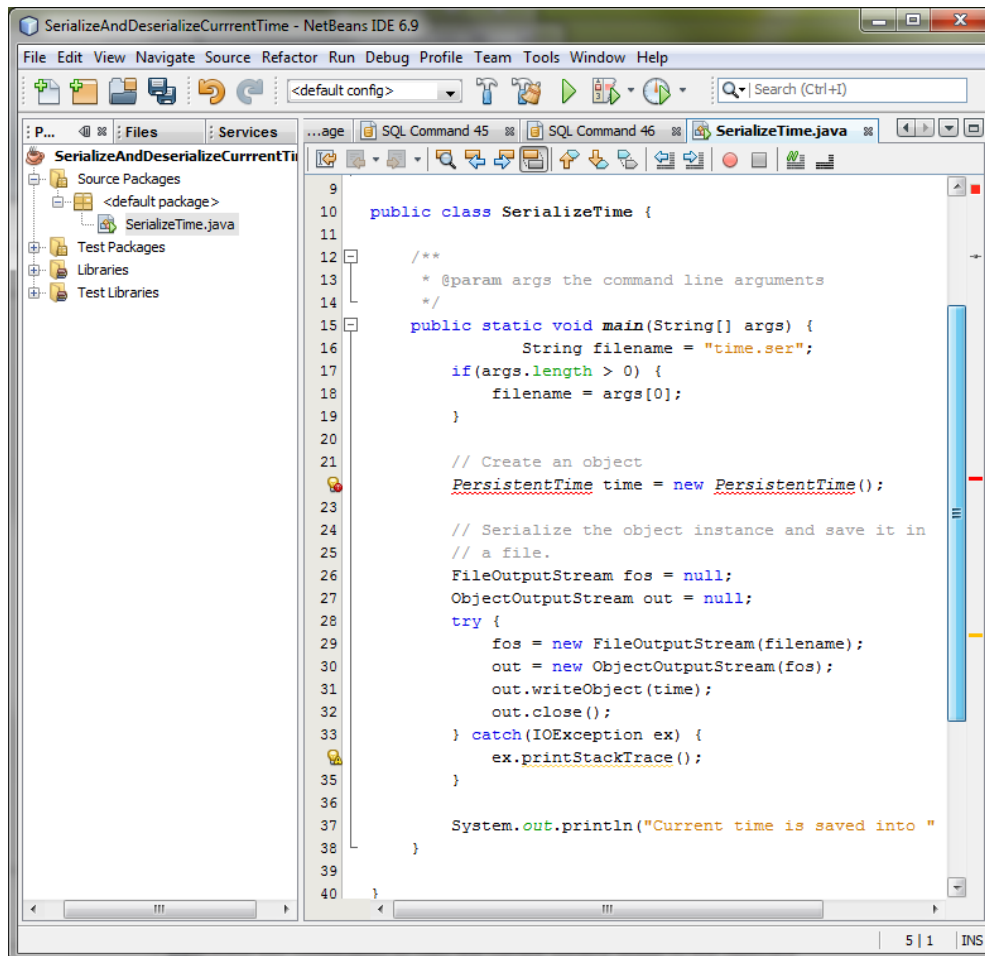 SerializeAndDeserializeCurrrentTime - NetBeans IDE 6.9
File Edit View Navigate Source Refactor Run Debug Profile Team Tools Window Help
<default config>
Search (Ctrl+I)
P...
Files
Services
...age
SQL Command 45
SQL Command 46
SerializeTime.java
SerializeAndDeserializeCurrrentTi
Source Packages
<default package>
SerializeTime.java
Test Packages
Libraries
Test Libraries
9
10 public class SerializeTime {
11
12 /**
13 * @param args the command line arguments
14 */
15 public static void main(String[] args) {
16 String filename = "time.ser";
17 if(args.length > 0) {
18 filename = args[0];
19 }
20
21 // Create an object
PersistentTime time = new PersistentTime();
23
24 // Serialize the object instance and save it in
25 // a file.
26 FileOutputStream fos = null;
27 ObjectOutputStream out = null;
28 try {
29 fos = new FileOutputStream(filename);
30 out = new ObjectOutputStream(fos);
31 out.writeObject(time);
32 out.close();
33 } catch(IOException ex) {
ex.printStackTrace();
35 }
36
37 System.out.println("Current time is saved into "
38 }
39
40 }
5 | 1 INS